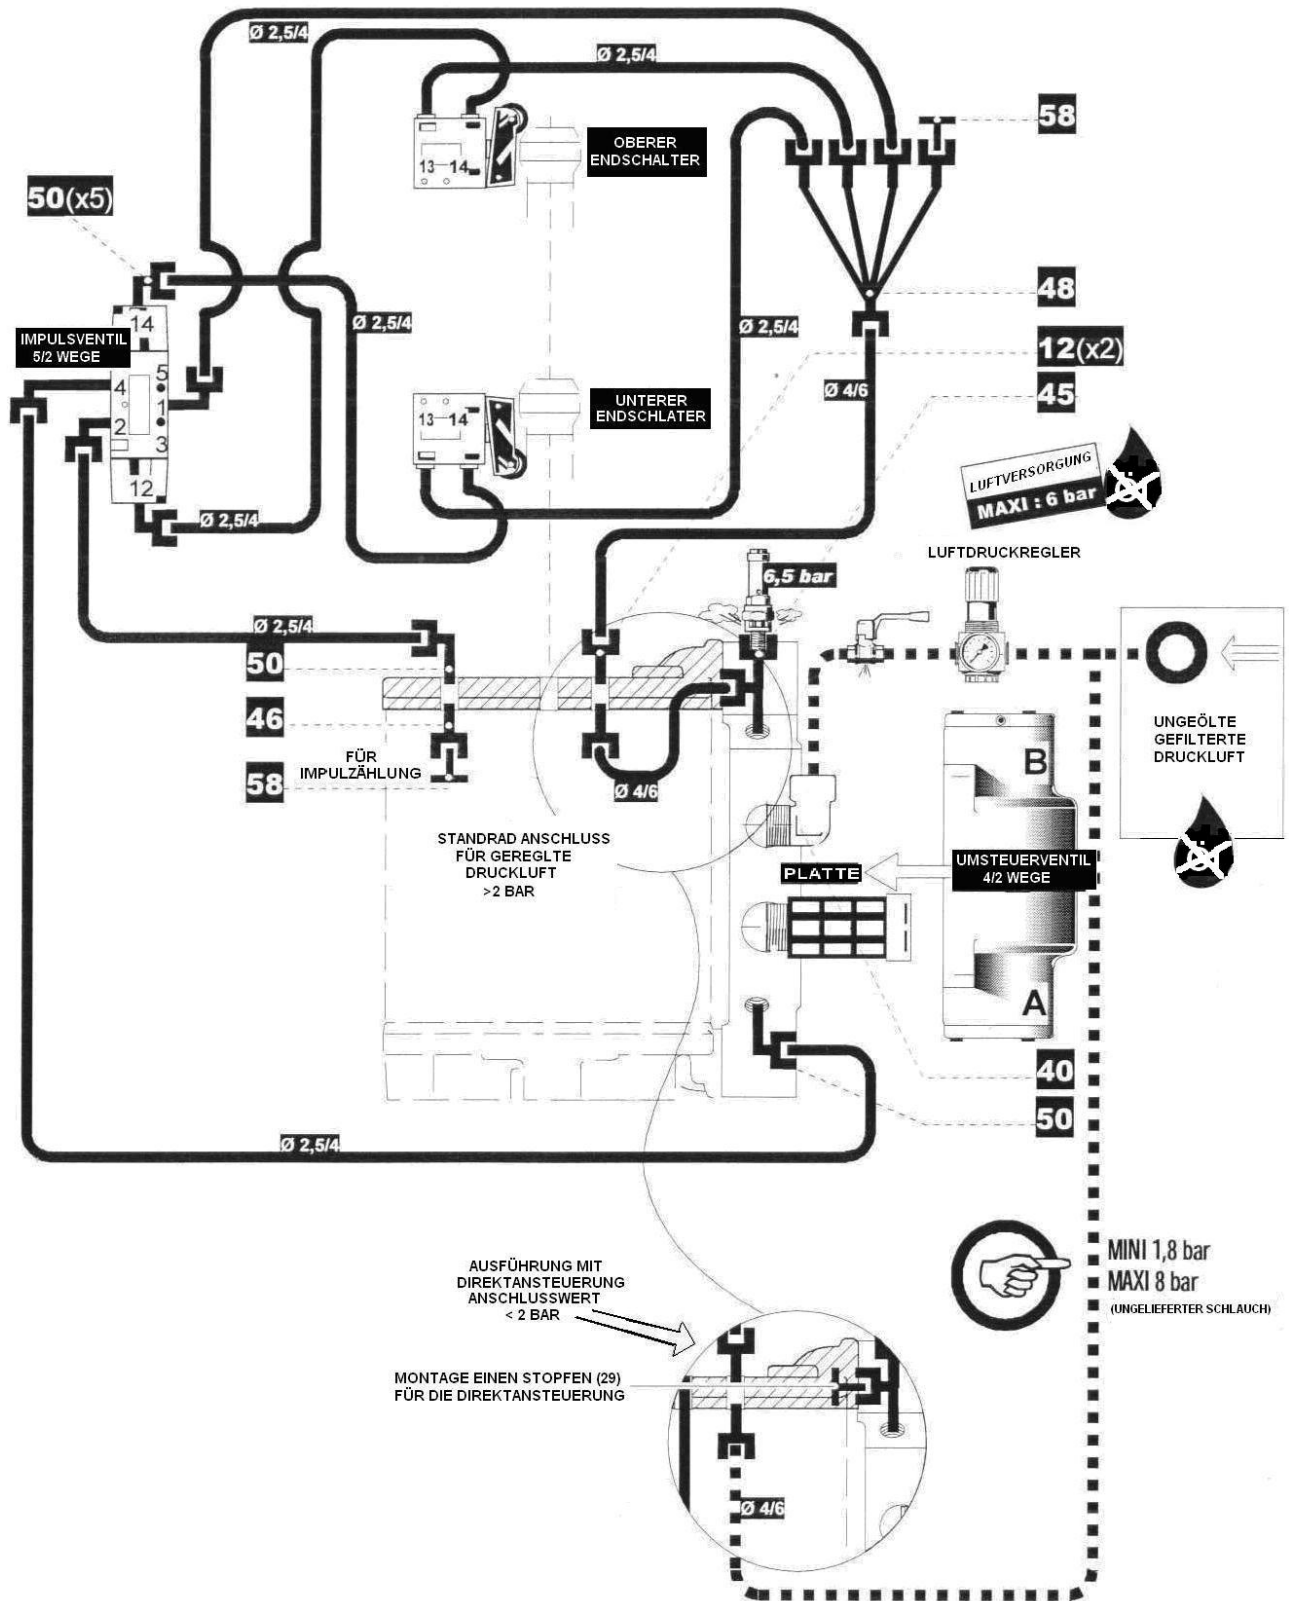 Ø 2,5/4
Ø 2,5/4
58
OBERER
ENDSCHALTER
13 14
50(x5)
48
14
IMPULSVENTIL
5/2 WEGE
Ø 2,5/4
Ø 2,5/4
12(x2)
5
4
1
2
3
12
Ø 4/6
45
UNTERER
ENDSCHLATER
13 14
LUFTVERSORGUNG
MAXI : 6 bar
Ø 2,5/4
LUFTDRUCKREGLER
6,5 bar
Ø 2,5/4
50
46
FÜR
IMPULZÄHLUNG
58
Ø 4/6
UNGEÖLTE
GEFILTERTE
DRUCKLUFT
B
STANDRAD ANSCHLUSS
FÜR GEREGLTE
DRUCKLUFT
>2 BAR
PLATTE
UMSTEUERVENTIL
4/2 WEGE
A
40
50
Ø 2,5/4
MINI 1,8 bar
MAXI 8 bar
(UNGELIEFERTER SCHLAUCH)
AUSFÜHRUNG MIT
DIREKTANSTEUERUNG
ANSCHLUSSWERT
< 2 BAR
MONTAGE EINEN STOPFEN (29)
FÜR DIE DIREKTANSTEUERUNG
Ø 4/6